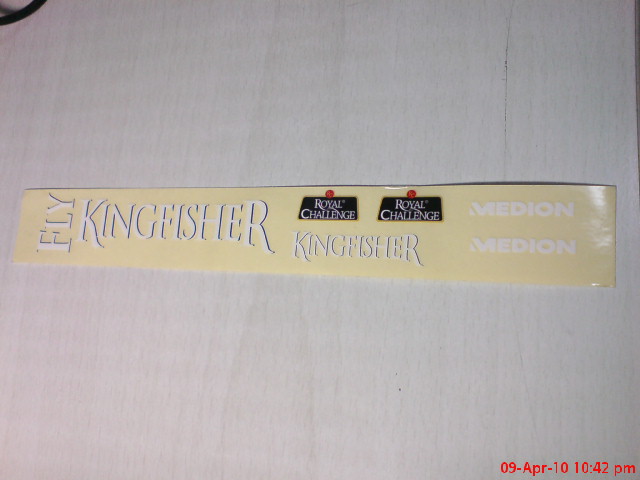 FLY
KINGFISHER
ROYAL®
CHALLENGE
ROYAL®
CHALLENGE
MEDION
KINGFISHER
MEDION
09-Apr-10 10:42 pm